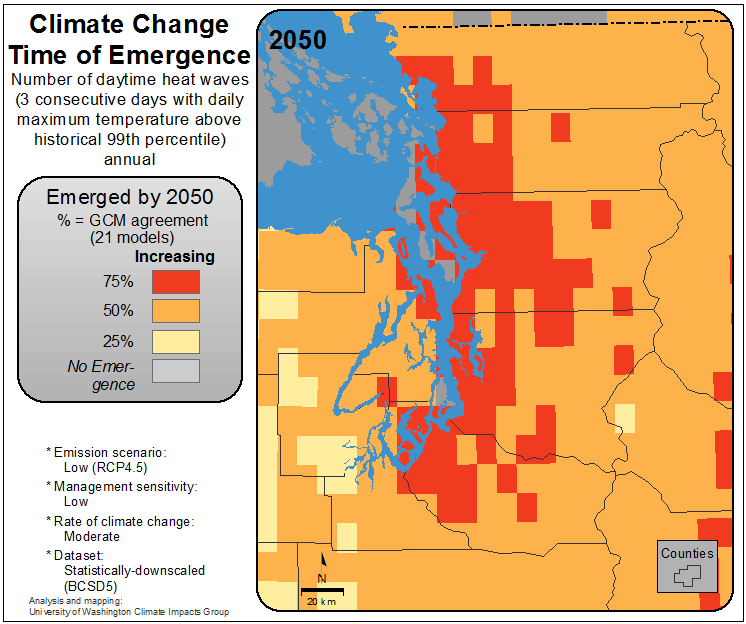 Climate Change
Time of Emergence
Number of daytime heat waves
(3 consecutive days with daily
maximum temperature above
historical 99th percentile)
annual
Emerged by 2050
% = GCM agreement
(21 models)
Increasing
75%
50%
25%
No Emer-
gence
* Emission scenario:
Low (RCP4.5)
* Management sensitivity:
Low
* Rate of climate change:
Moderate
* Dataset:
Statistically-downscaled
(BCSD5)
Analysis and mapping:
University of Washington Climate Impacts Group
2050
N
20 km
Counties